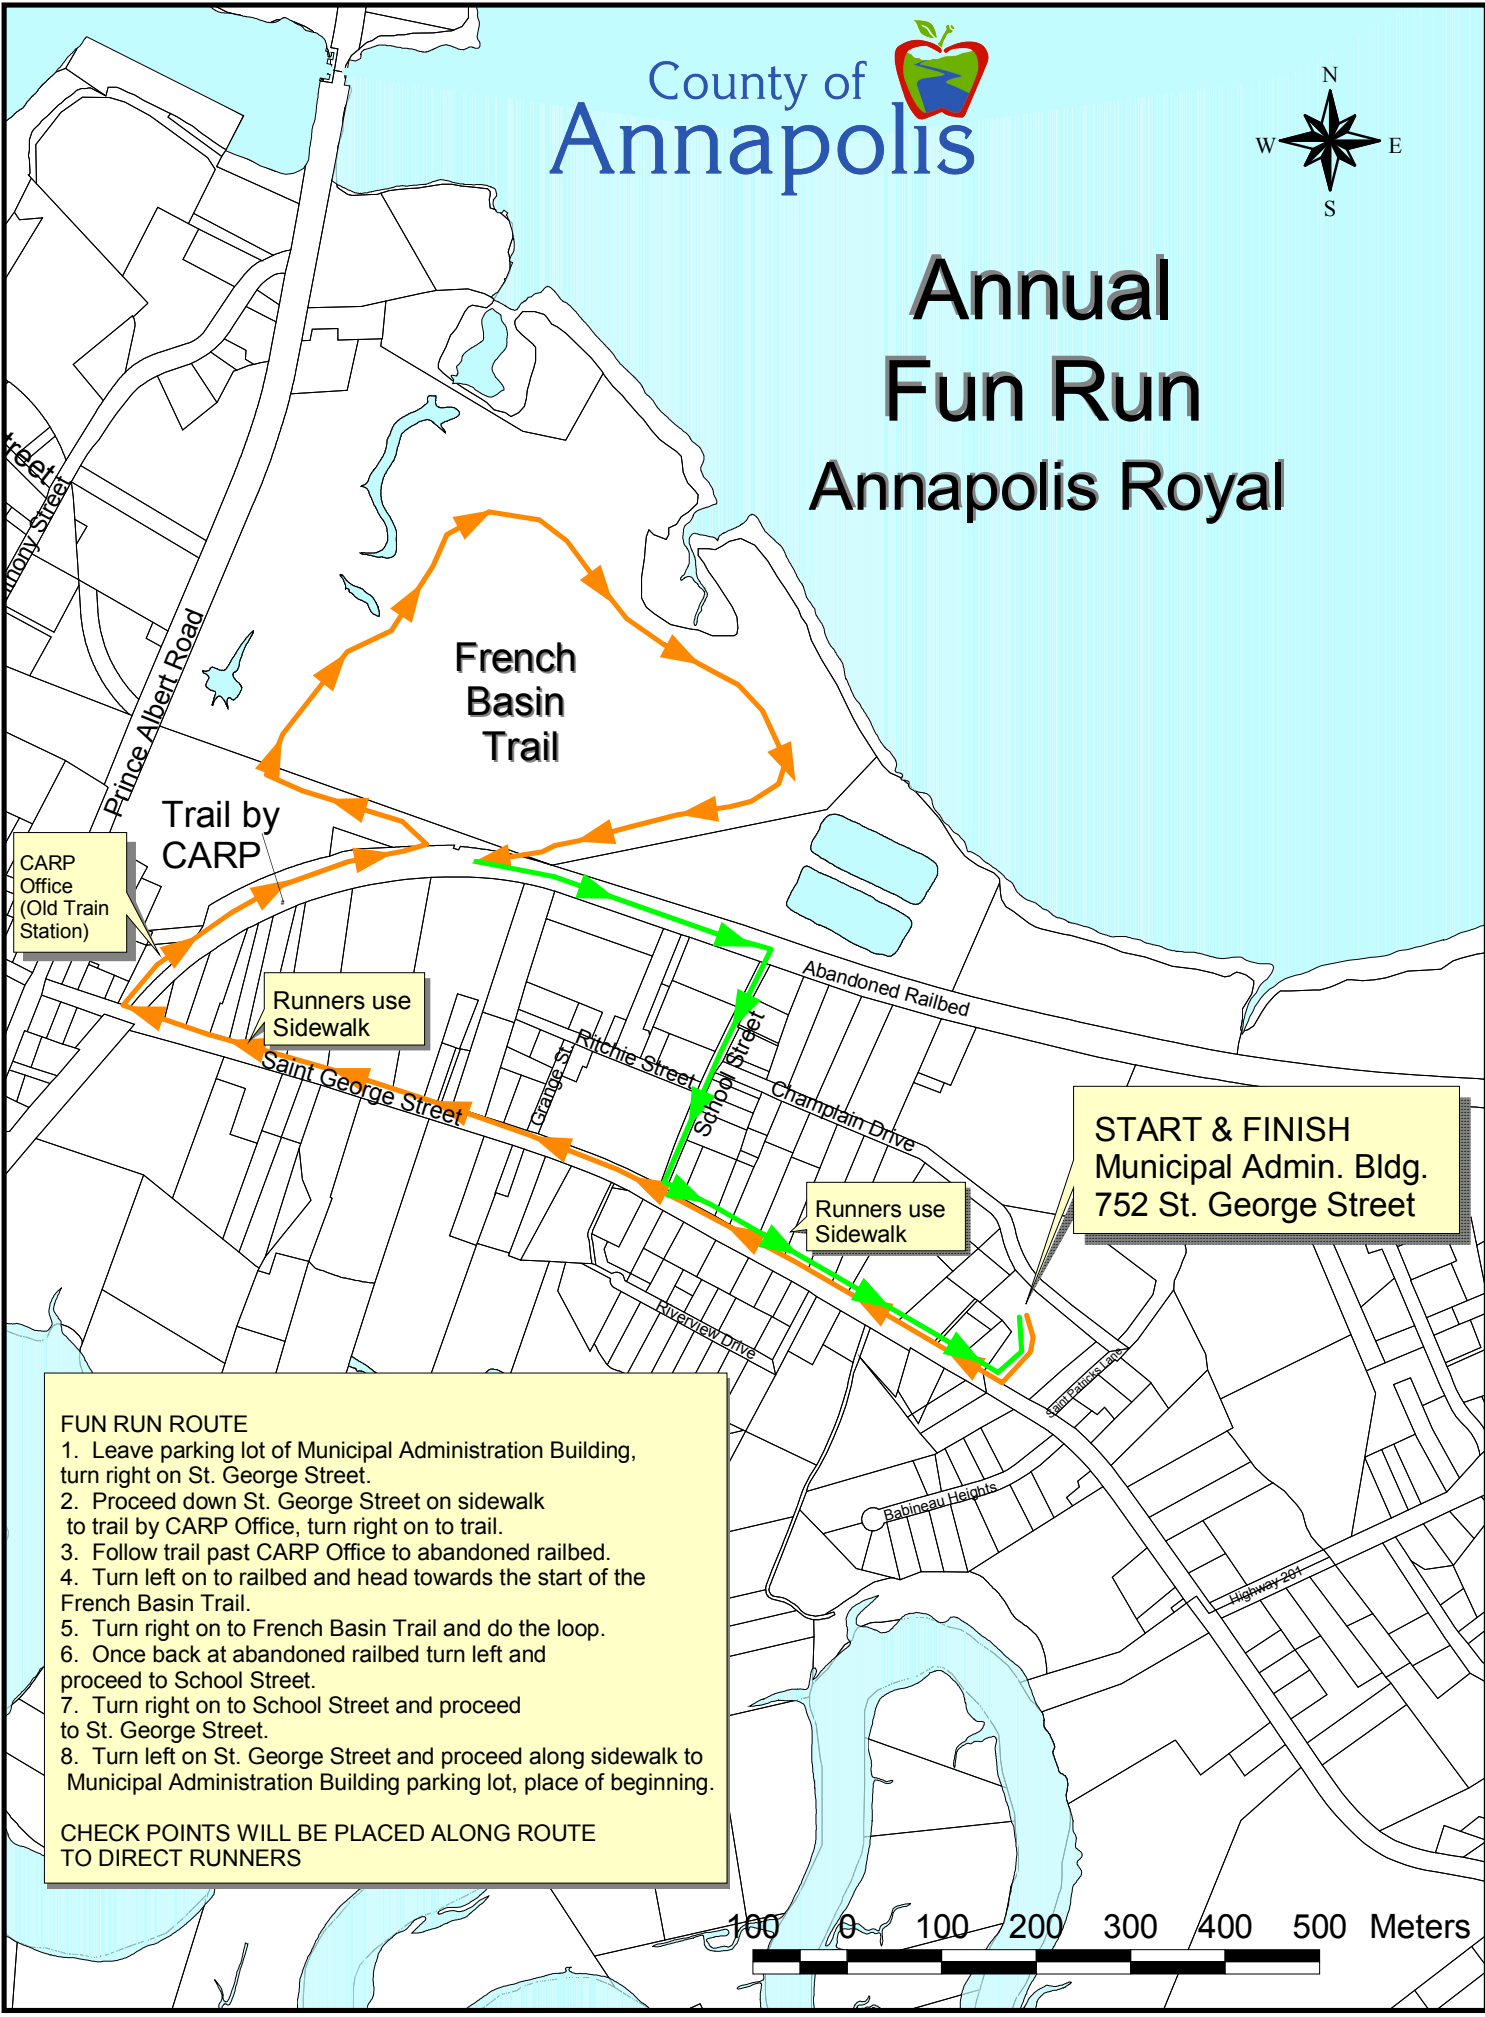 County of
Annapolis
N
W
E
S
Annual
Fun Run
Annapolis Royal
treet
Prince Albert Road
French
Basin
Trail
Trail by
CARP
CARP
Office
(Old Train
Station)
Runners use
Sidewalk
Saint George Street
Grange St.
Ritchie Street
School Street
Abandoned Railbed
Champlain Drive
START & FINISH
Municipal Admin. Bldg.
752 St. George Street
Runners use
Sidewalk
Riverview Drive
Saint Patricks Lane
Babineau Heights
Highway 201
FUN RUN ROUTE
1. Leave parking lot of Municipal Administration Building,
turn right on St. George Street.
2. Proceed down St. George Street on sidewalk
to trail by CARP Office, turn right on to trail.
3. Follow trail past CARP Office to abandoned railbed.
4. Turn left on to railbed and head towards the start of the
French Basin Trail.
5. Turn right on to French Basin Trail and do the loop.
6. Once back at abandoned railbed turn left and
proceed to School Street.
7. Turn right on to School Street and proceed
to St. George Street.
8. Turn left on St. George Street and proceed along sidewalk to
Municipal Administration Building parking lot, place of beginning.
CHECK POINTS WILL BE PLACED ALONG ROUTE
TO DIRECT RUNNERS
100 0 100 200 300 400 500 Meters